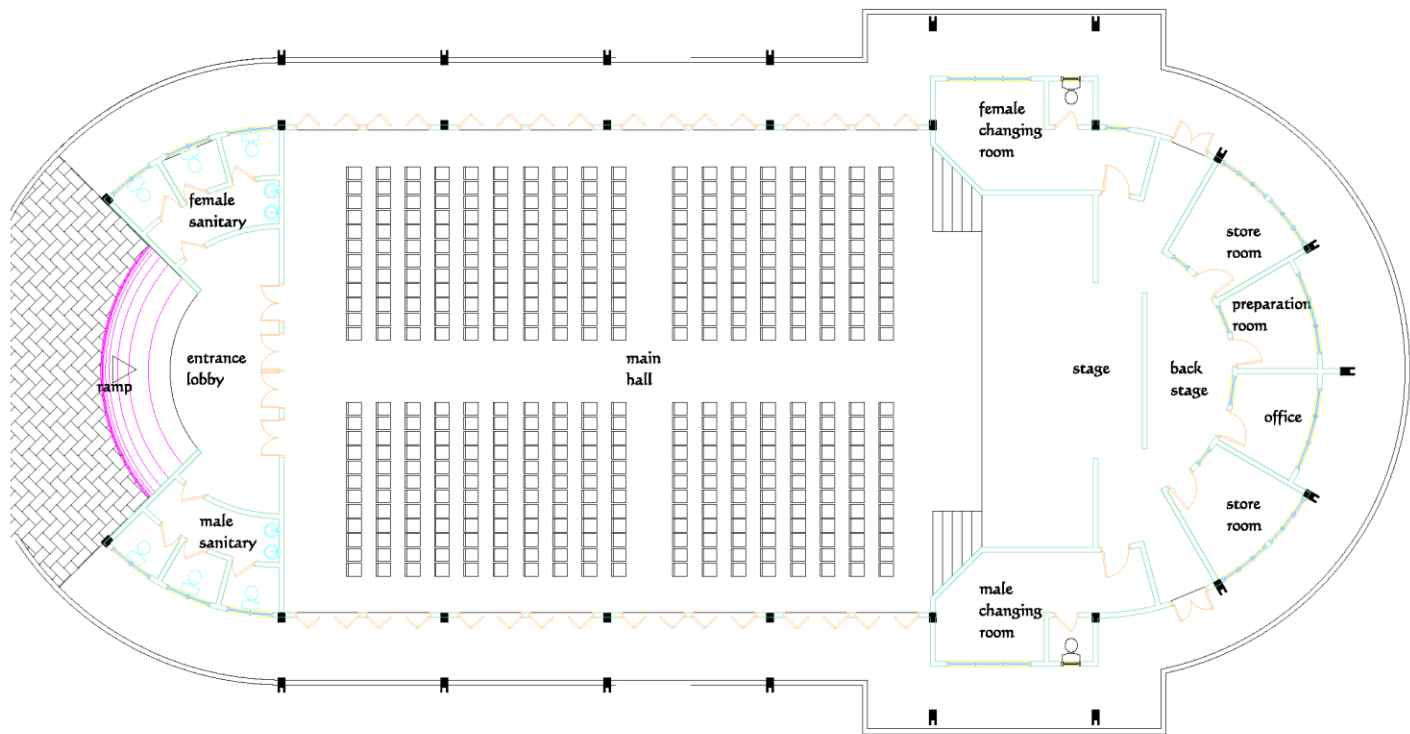 female
changing
room
female
sanitary
store
room
preparation
room
entrance
lobby
ramp
main
hall
stage
back
stage
office
male
sanitary
store
room
male
changing
room